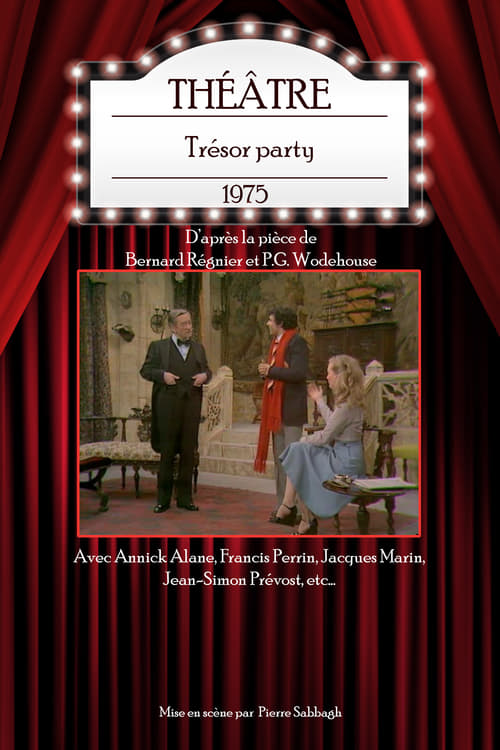 THÉÂTRE
Trésor party
1975
D'après la pièce de
Bernard Régnier et P.G. Wodehouse
Avec Annick Alane, Francis Perrin, Jacques Marin,
Jean-Simon Prévost, etc...
Mise en scène par Pierre Sabbagh